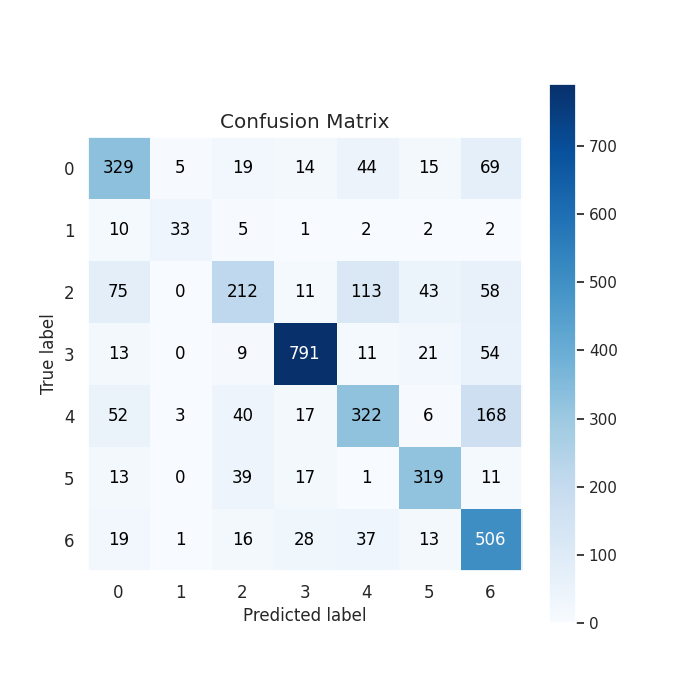 Confusion Matrix
0 329 5 19 14 44 15 69
1 10 33 5 1 2 2 2
2 75 0 212 11 113 43 58
3 13 0 9 791 11 21 54
4 52 3 40 17 322 6 168
5 13 0 39 17 1 319 11
6 19 1 16 28 37 13 506
0 1 2 3 4 5 6
Predicted label
True label
700
600
500
400
300
200
100
0